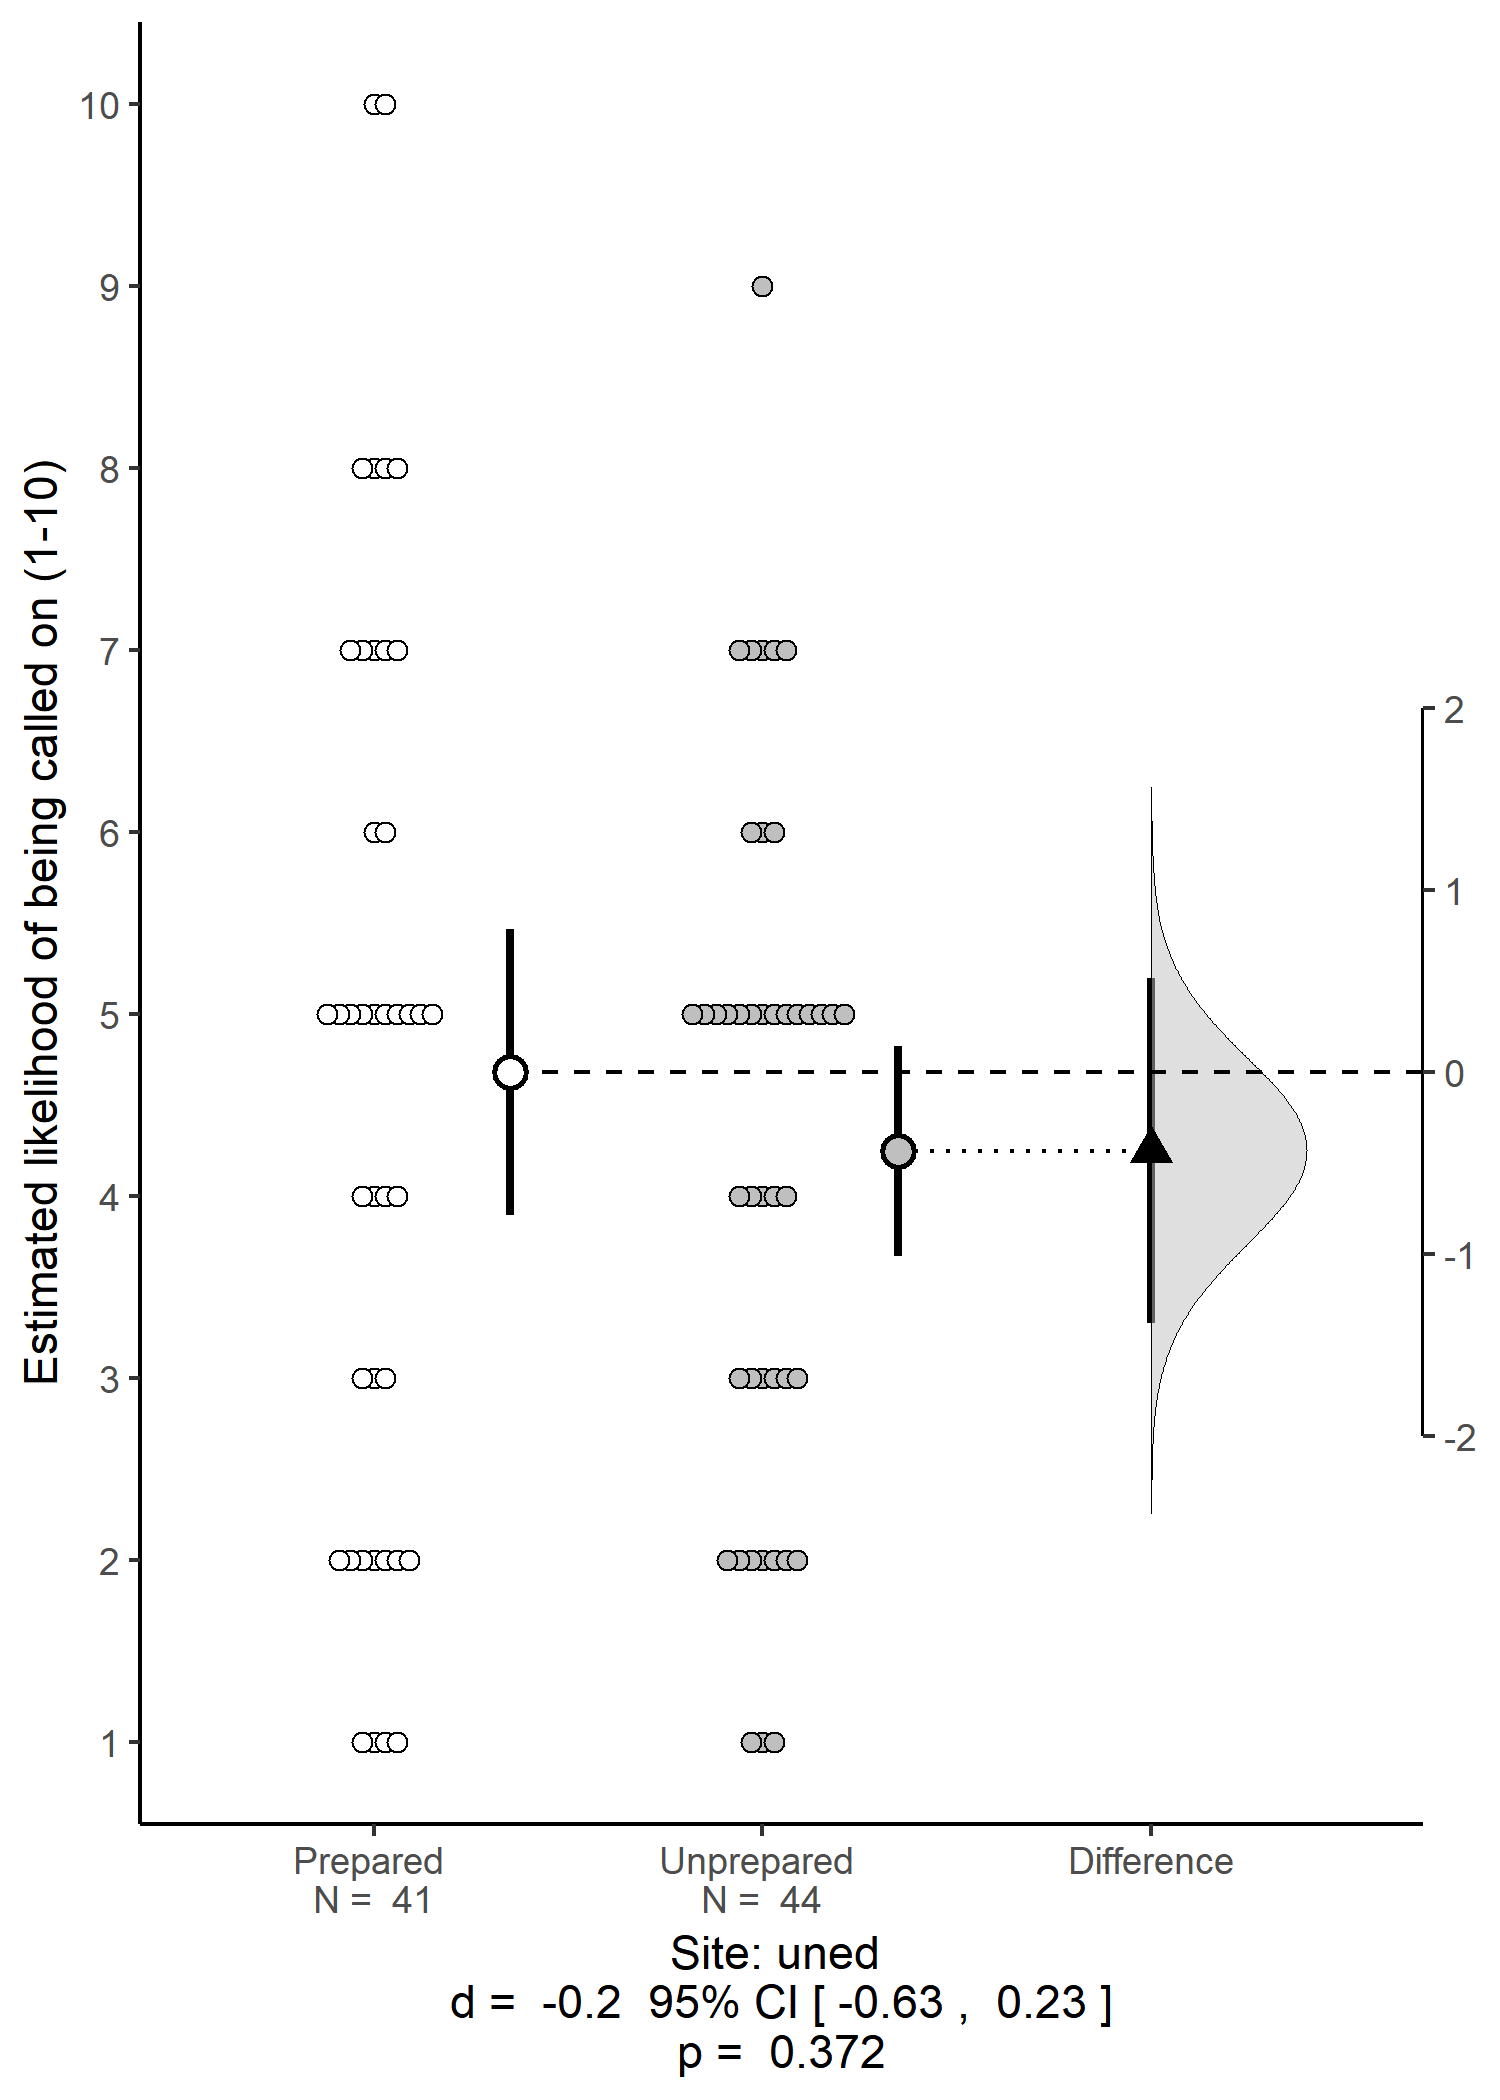 Estimated likelihood of being called on (1-10)
10
9
8
7
6
5
4
3
2
1
2
1
0
-1
-2
Prepared
N = 41
Unprepared
N = 44
Difference
Site: uned
d = -0.2 95% CI [ -0.63 , 0.23 ]
p = 0.372